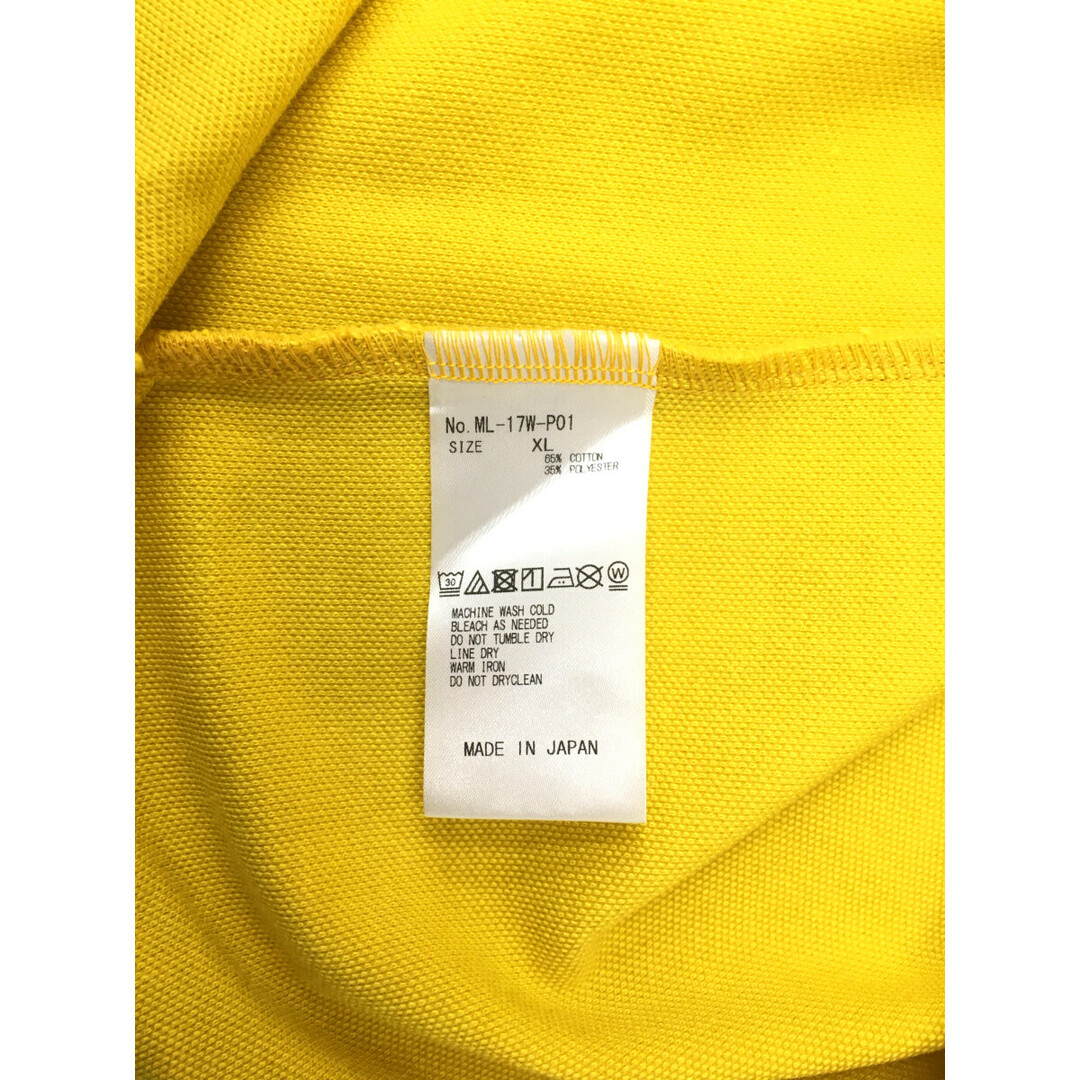 No. ML-17W-P01
SIZE XL
65% COTTON
35% POLYESTER
30 W
MACHINE WASH COLD
BLEACH AS NEEDED
DO NOT TUMBLE DRY
LINE DRY
WARM IRON
DO NOT DRYCLEAN
MADE IN JAPAN